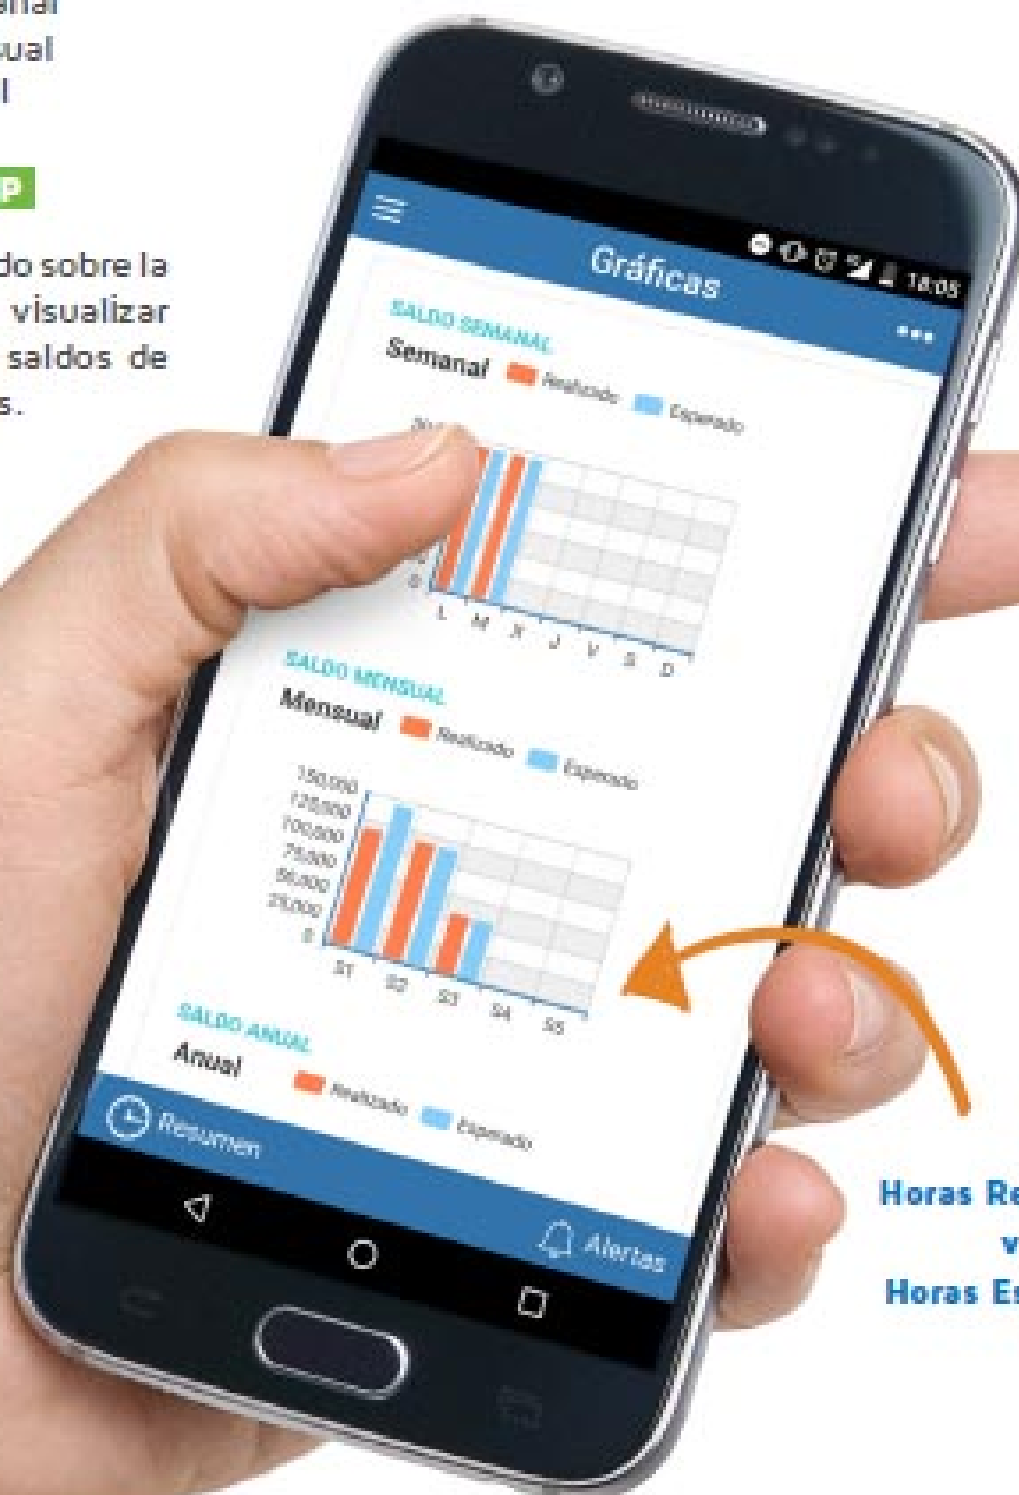 l
do sobre la
visualizar
saldos de
s.
18:05
Gráficas
SALDO SEMANAL
Semanal Realizado Esperado
0
L M X J V S D
SALDO MENSUAL
Mensual Realizado Esperado
150,000
125,000
100,000
75,000
50,000
25,000
0
S1 S2 S3 S4 S5
SALDO ANUAL
Anual Realizado Esperado
Resumen
Alertas
Horas Re
v
Horas Es